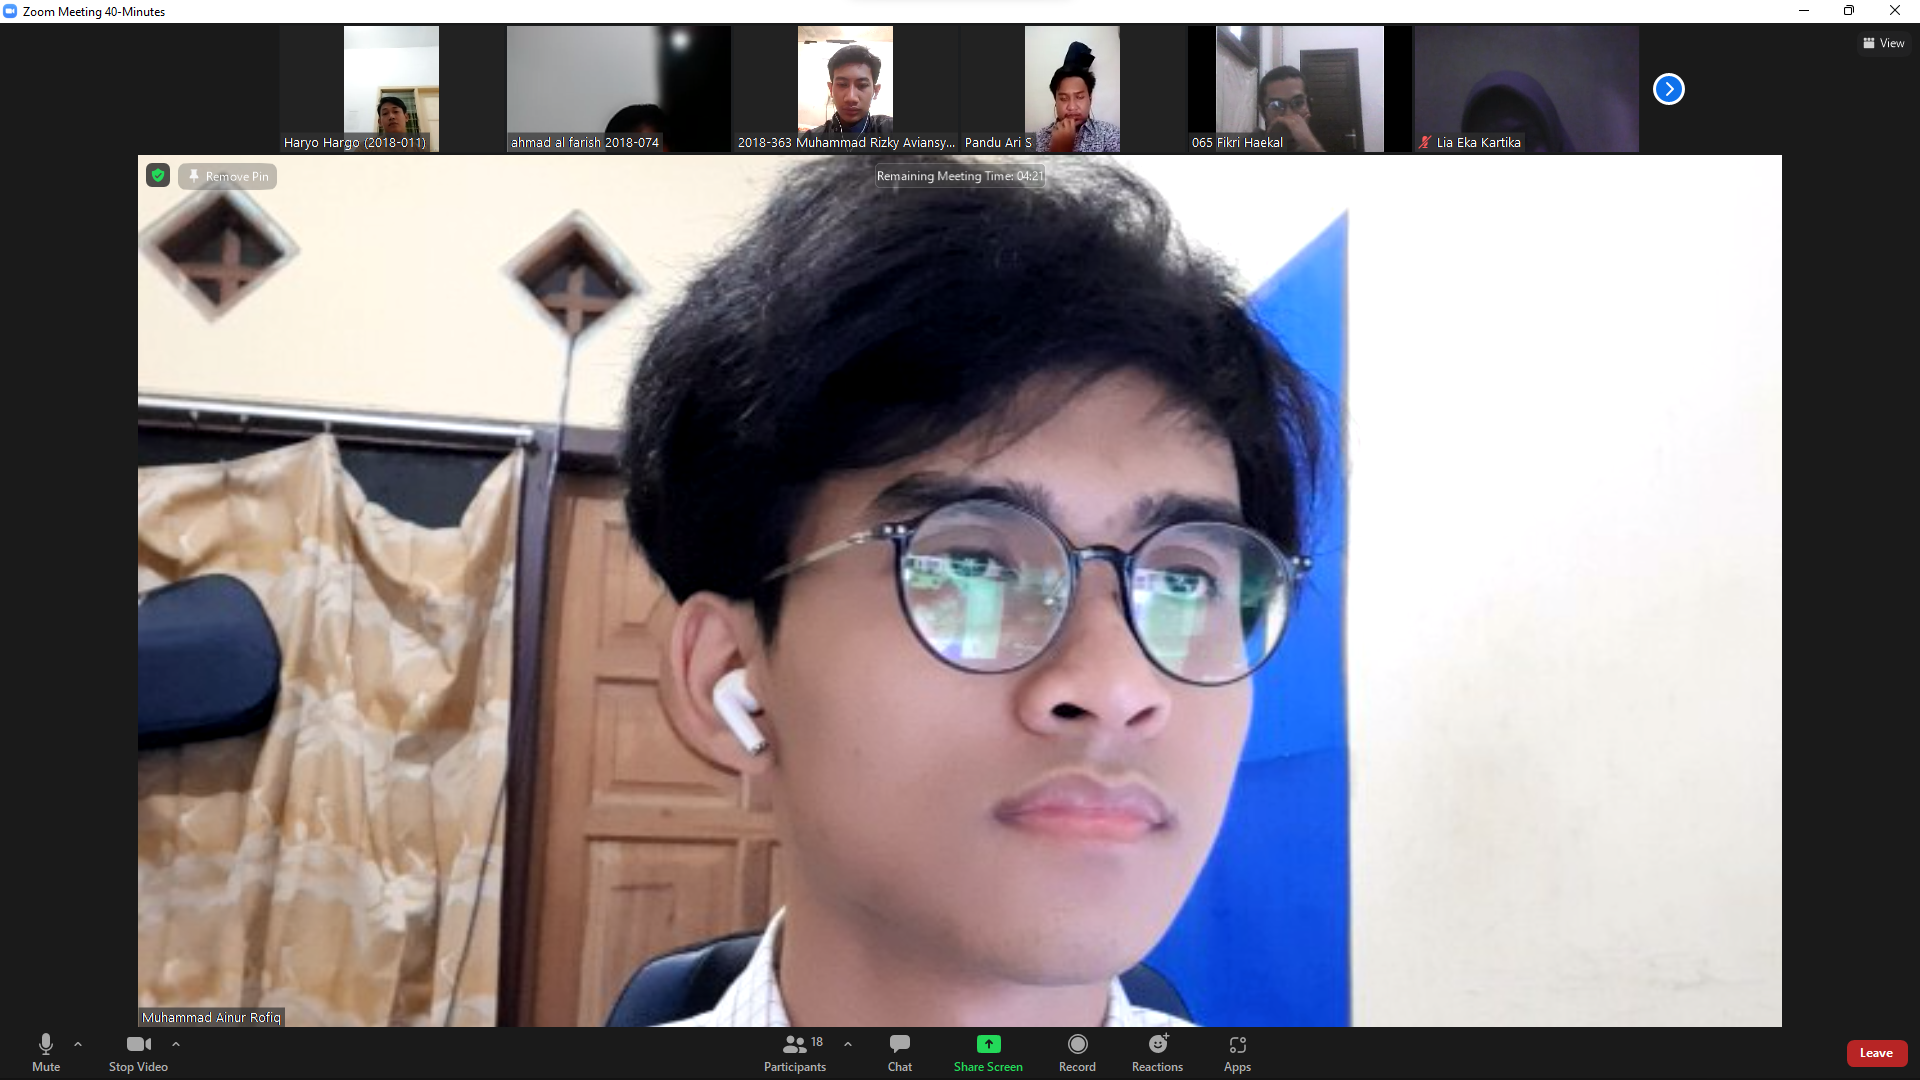 Zoom Meeting 40-Minutes
View
Haryo Hargo (2018-011)
ahmad al farish 2018-074
2018-363 Muhammad Rizky Aviansy...
Pandu Ari S
065 Fikri Haekal
Lia Eka Kartika
Remove Pin
Remaining Meeting Time: 04:21
Muhammad Ainur Rofiq
Mute
Stop Video
18
Participants
Chat
Share Screen
Record
Reactions
Apps
Leave